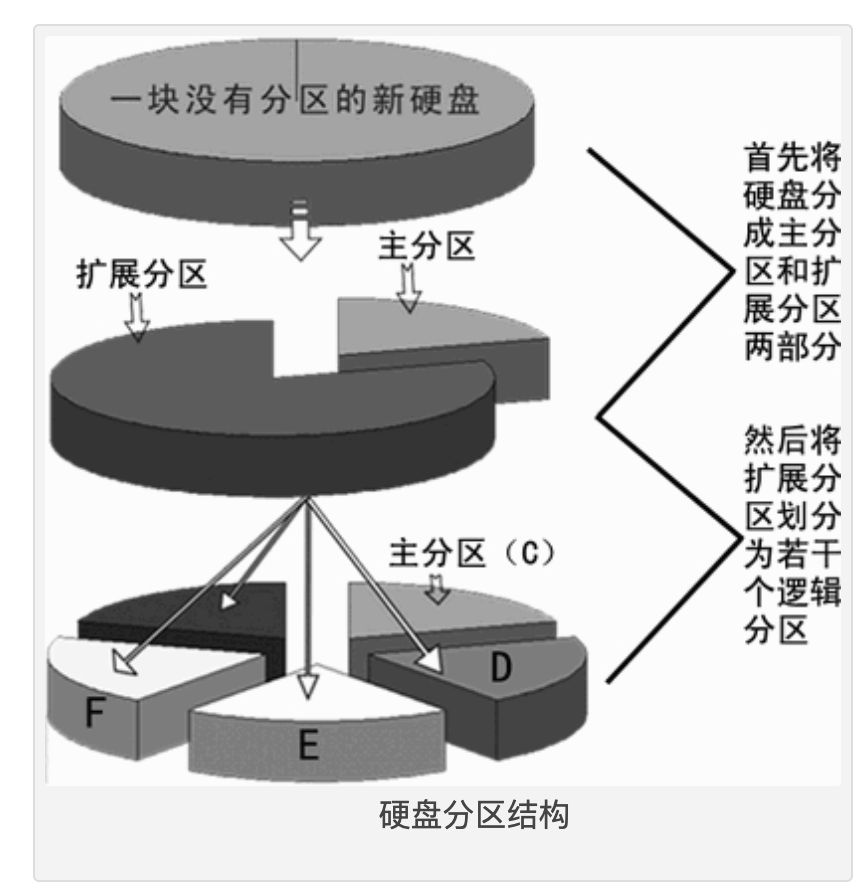 一块没有分区的新硬盘
扩展分区
主分区
首先将
硬盘分
成主分
区和扩
展分区
两部分
主分区（C）
D
E
F
然后将
扩展分
区划分
为若干
个逻辑
分区
硬盘分区结构